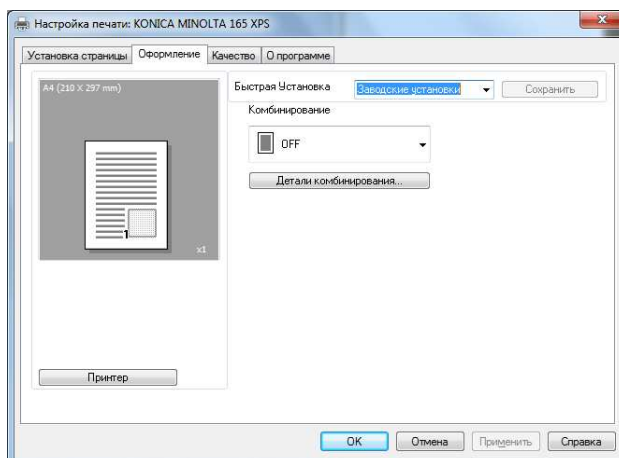 Настройка печати: KONICA MINOLTA 165 XPS
Установка страницы Оформление Качество О программе
A4 (210 X 297 mm)
Быстрая Установка Заводские установки Сохранить
Комбинирование
OFF
Детали комбинирования...
1
x1
Принтер
OK Отмена Применить Справка